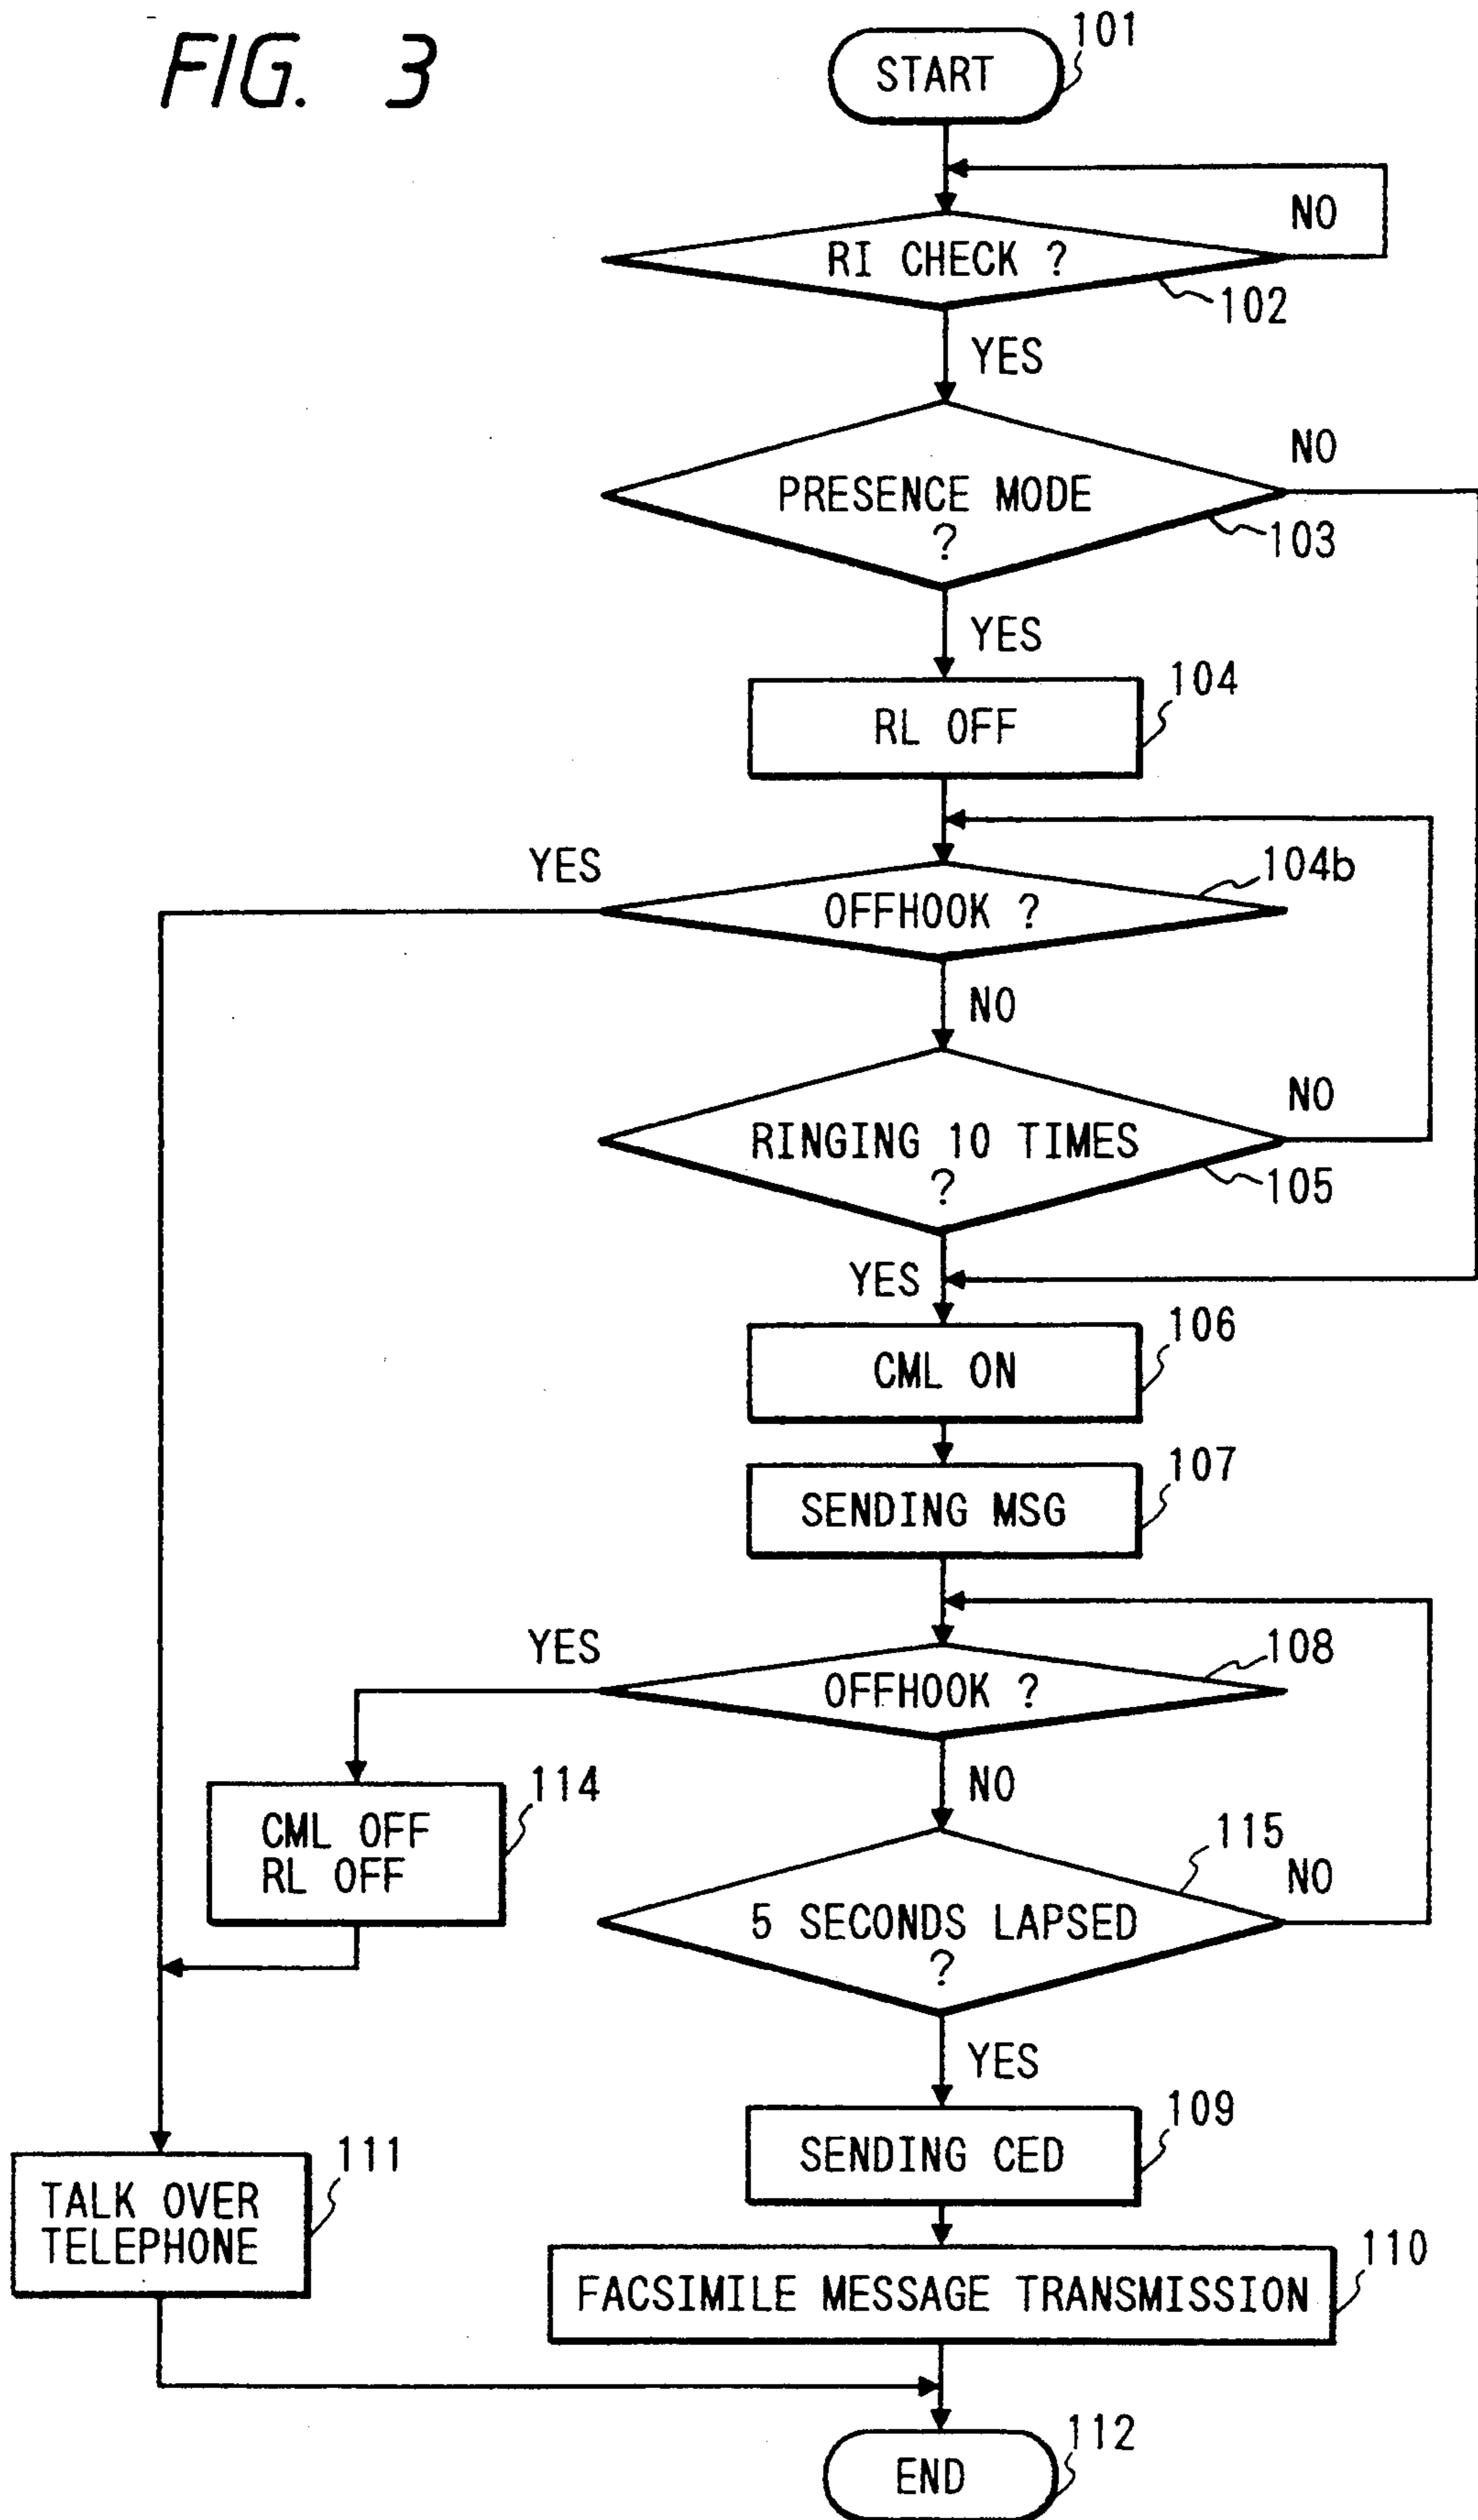 FIG. 3
START
101
NO
RI CHECK ?
102
YES
NO
PRESENCE MODE
?
103
YES
104
RL OFF
YES
104b
OFFHOOK ?
NO
NO
RINGING 10 TIMES
?
105
YES
106
CML ON
107
SENDING MSG
YES
108
OFFHOOK ?
NO
114
CML OFF
RL OFF
115
NO
5 SECONDS LAPSED
?
YES
109
SENDING CED
111
TALK OVER
TELEPHONE
110
FACSIMILE MESSAGE TRANSMISSION
112
END